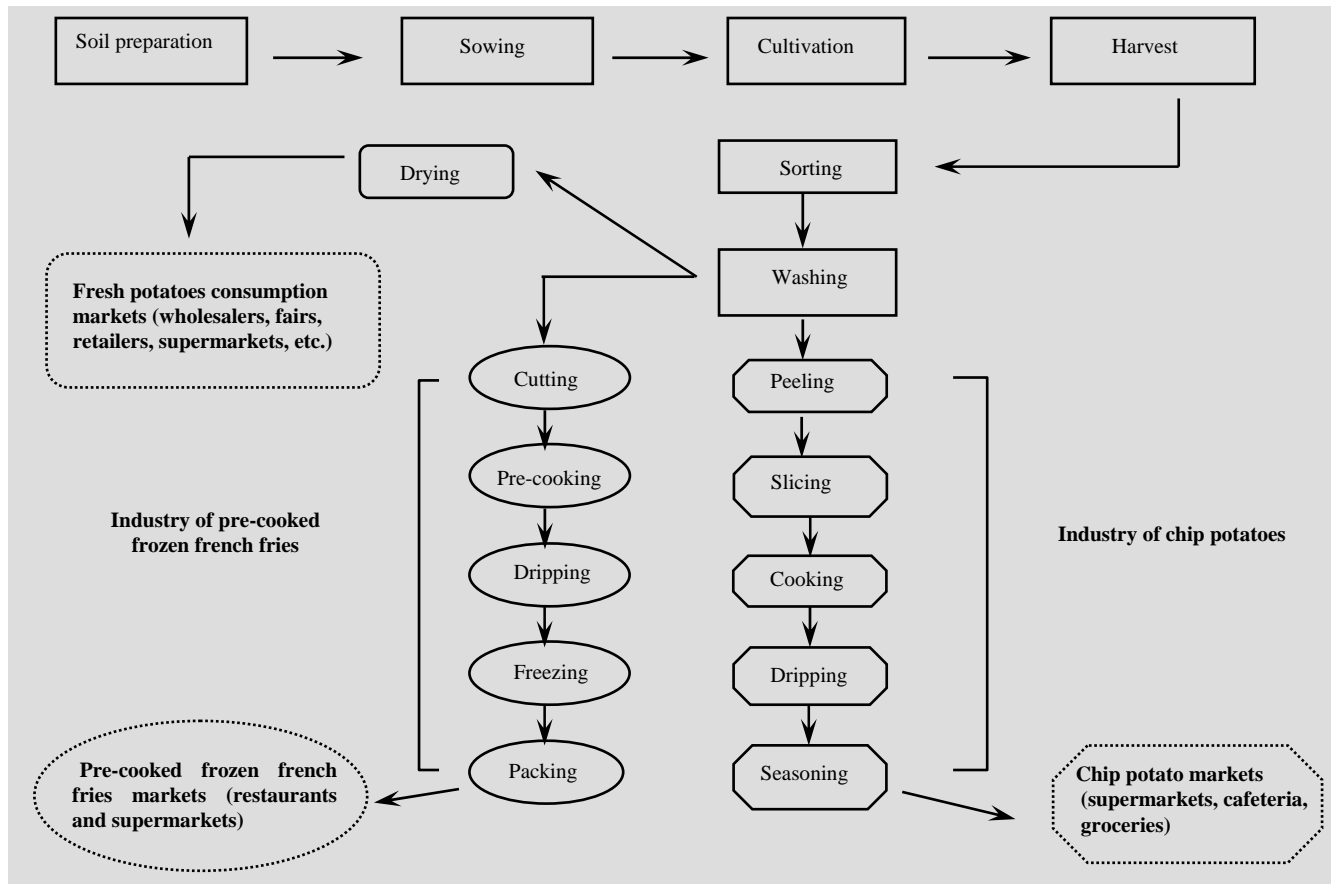 Soil preparation
Sowing
Cultivation
Harvest
Drying
Sorting
Washing
Fresh potatoes consumption
markets (wholesalers, fairs,
retailers, supermarkets, etc.)
Cutting
Pre-cooking
Dripping
Freezing
Packing
Industry of pre-cooked
frozen french fries
Pre-cooked frozen french
fries markets (restaurants
and supermarkets)
Peeling
Slicing
Cooking
Dripping
Seasoning
Industry of chip potatoes
Chip potato markets
(supermarkets, cafeteria,
groceries)